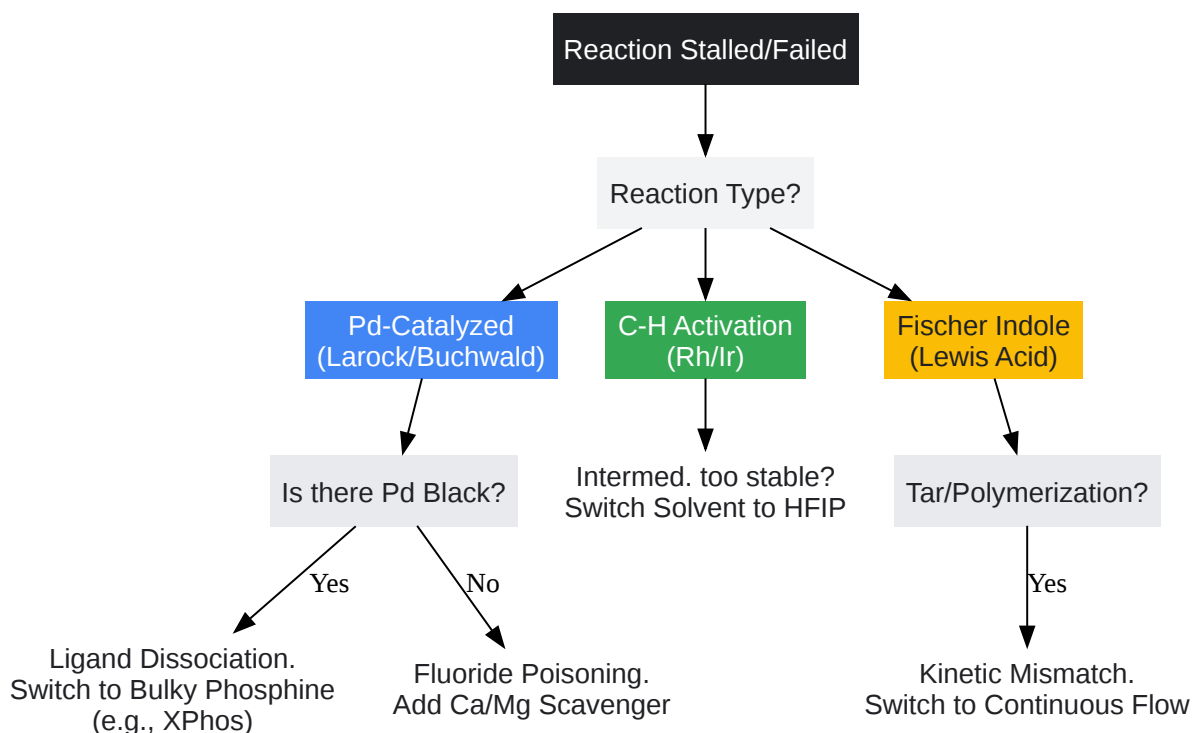 Reaction Stalled/Failed
Reaction Type?
Pd-Catalyzed
(Larock/Buchwald)
C-H Activation
(Rh/Ir)
Fischer Indole
(Lewis Acid)
Is there Pd Black?
Intermed. too stable?
Switch Solvent to HFIP
Tar/Polymerization?
Yes
No
Yes
Ligand Dissociation.
Switch to Bulky Phosphine
(e.g., XPhos)
Fluoride Poisoning.
Add Ca/Mg Scavenger
Kinetic Mismatch.
Switch to Continuous Flow